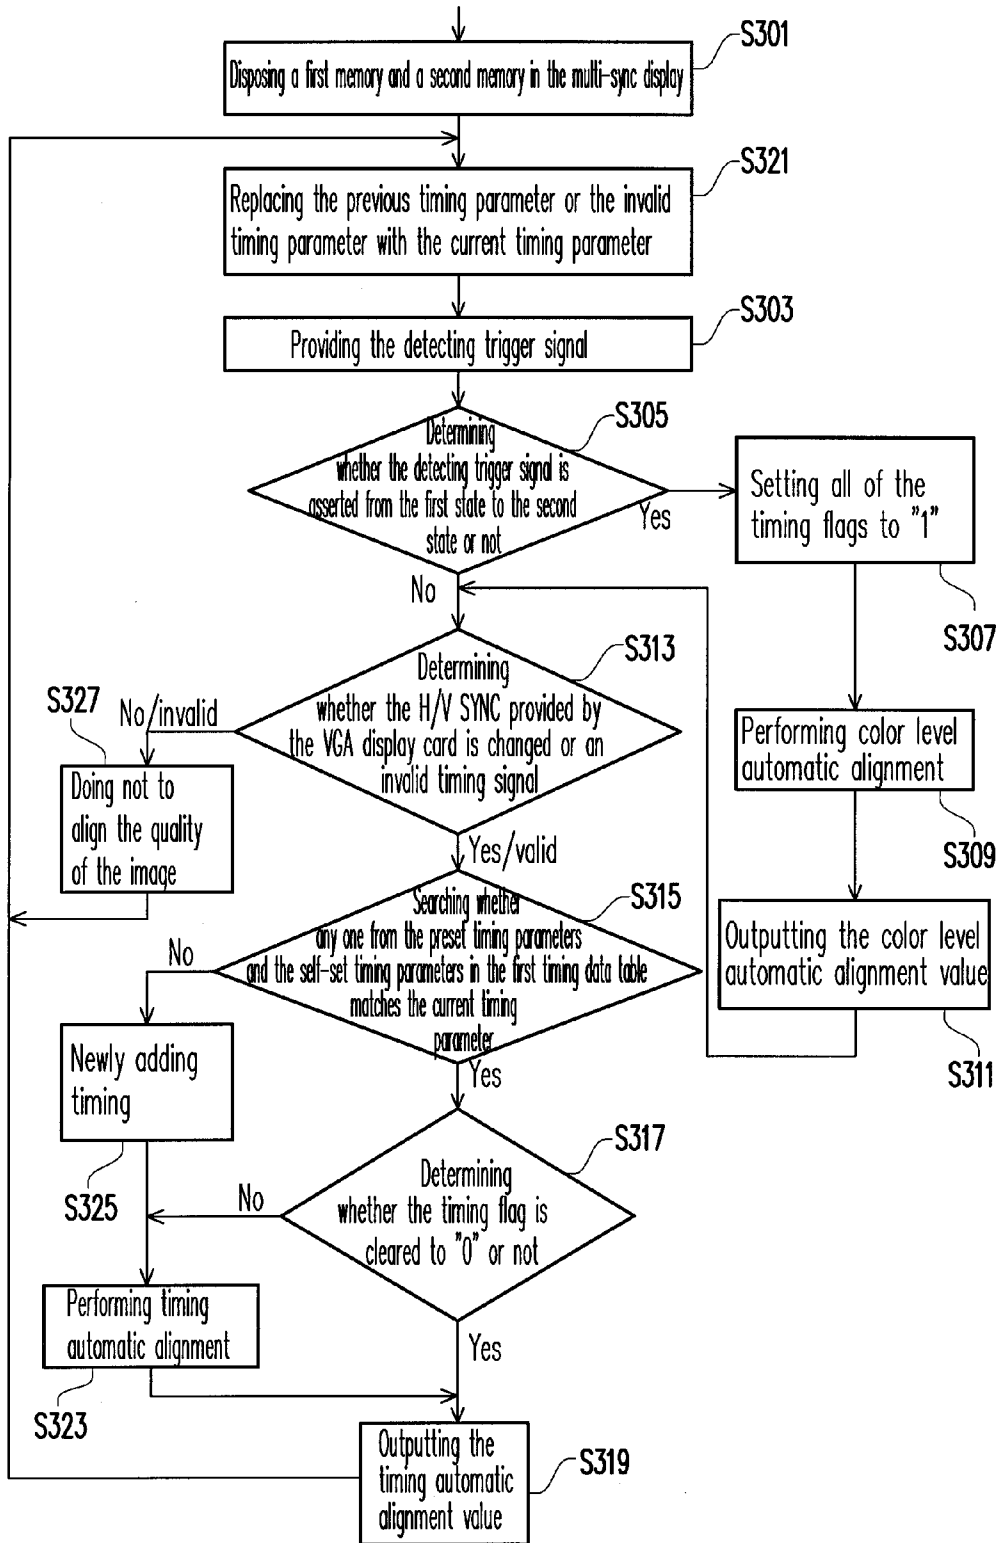 S301
Disposing a first memory and a second memory in the multi-sync display
S321
Replacing the previous timing parameter or the invalid
timing parameter with the current timing parameter
S303
Providing the detecting trigger signal
S305
Determining
whether the detecting trigger signal is
asserted from the first state to the second
state or not
Yes
Setting all of the
timing flags to "1"
S307
No
S313
Determining
whether the H/V SYNC provided by
the VGA display card is changed or an
invalid timing signal
S327
No/invalid
Doing not to
align the quality
of the image
Performing color level
automatic alignment
S309
Yes/valid
S315
Searching whether
any one from the preset timing parameters
and the self-set timing parameters in the first timing data table
matches the current timing
parameter
No
Outputting the color level
automatic alignment value
S311
Newly adding
timing
S325
Yes
S317
Determining
whether the timing flag is
cleared to "0" or not
No
Performing timing
automatic alignment
S323
Yes
Outputting the
timing automatic
alignment value
S319